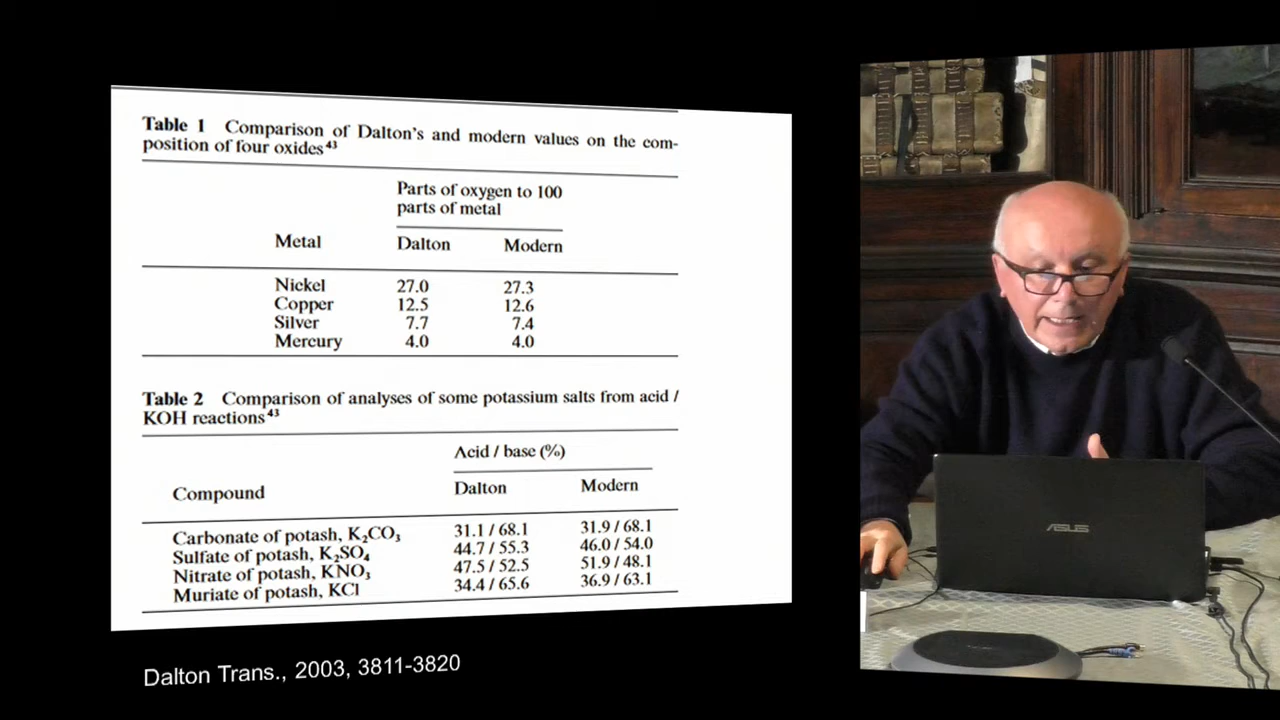 Table 1 Comparison of Dalton's and modern values on the com-
position of four oxides⁴³
Parts of oxygen to 100
parts of metal
Metal Dalton Modern
Nickel 27.0 27.3
Copper 12.5 12.6
Silver 7.7 7.4
Mercury 4.0 4.0
Table 2 Comparison of analyses of some potassium salts from acid /
KOH reactions⁴³
Acid / base (%)
Compound Dalton Modern
Carbonate of potash, K₂CO₃ 31.1 / 68.1 31.9 / 68.1
Sulfate of potash, K₂SO₄ 44.7 / 55.3 46.0 / 54.0
Nitrate of potash, KNO₃ 47.5 / 52.5 51.9 / 48.1
Muriate of potash, KCl 34.4 / 65.6 36.9 / 63.1
Dalton Trans., 2003, 3811-3820
ASUS